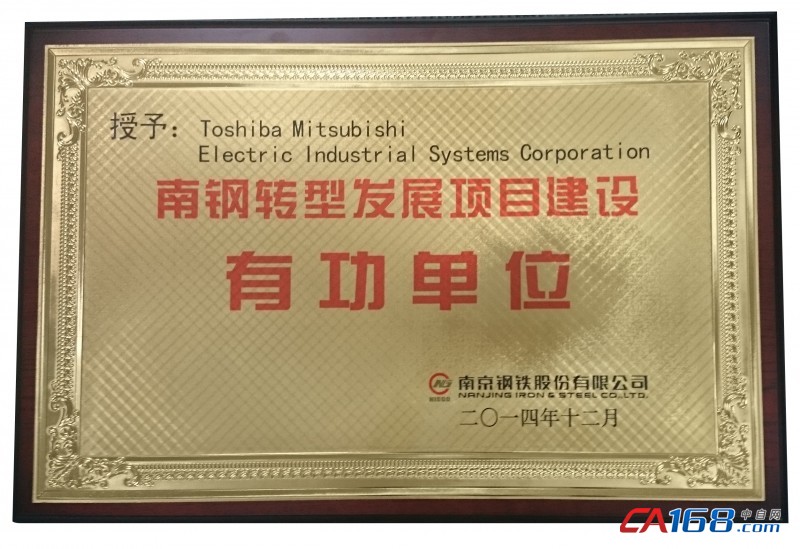 授予：Toshiba Mitsubishi
Electric Industrial Systems Corporation
南钢转型发展项目建设
有功单位
南京钢铁股份有限公司
NANJING IRON & STEEL CO.,LTD.
二〇一四年十二月
CA168 中自网
.com